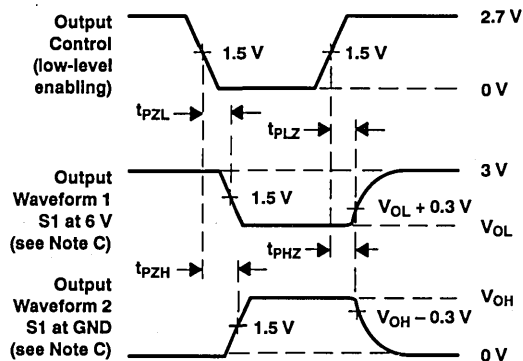 Output
Control
(low-level
enabling)
2.7 V
1.5 V
1.5 V
0 V
tPZL
tPLZ
Output
Waveform 1
S1 at 6 V
(see Note C)
3 V
1.5 V
VOL + 0.3 V
VOL
tPZH
tPHZ
Output
Waveform 2
S1 at GND
(see Note C)
VOH
1.5 V
VOH − 0.3 V
0 V